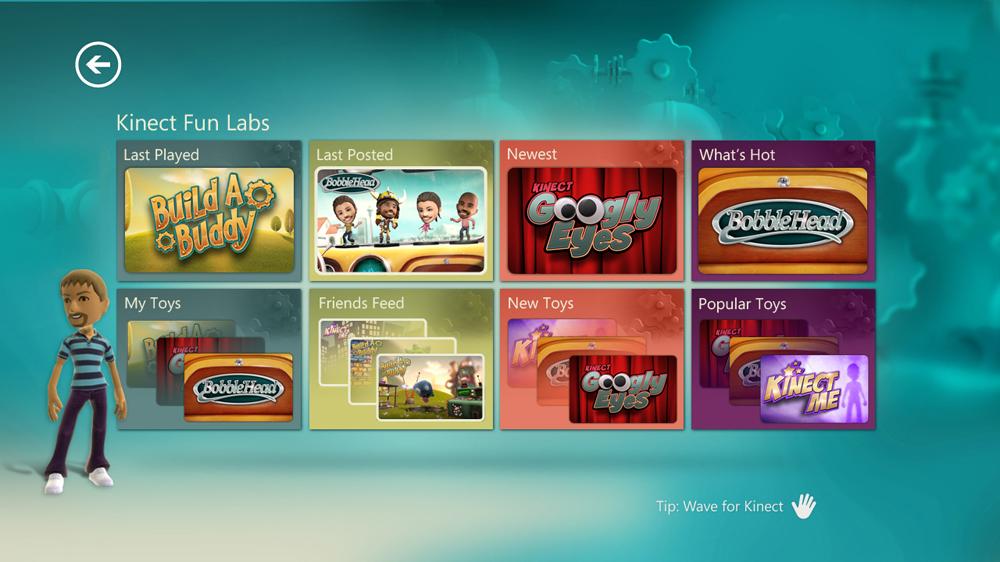 Kinect Fun Labs
Last Played
Build A
Buddy
Last Posted
BobbleHead
Newest
KINECT
Googly
Eyes
What's Hot
BobbleHead
My Toys
BobbleHead
Friends Feed
New Toys
KINECT
Googly
Eyes
Popular Toys
KINECT
ME
Tip: Wave for Kinect